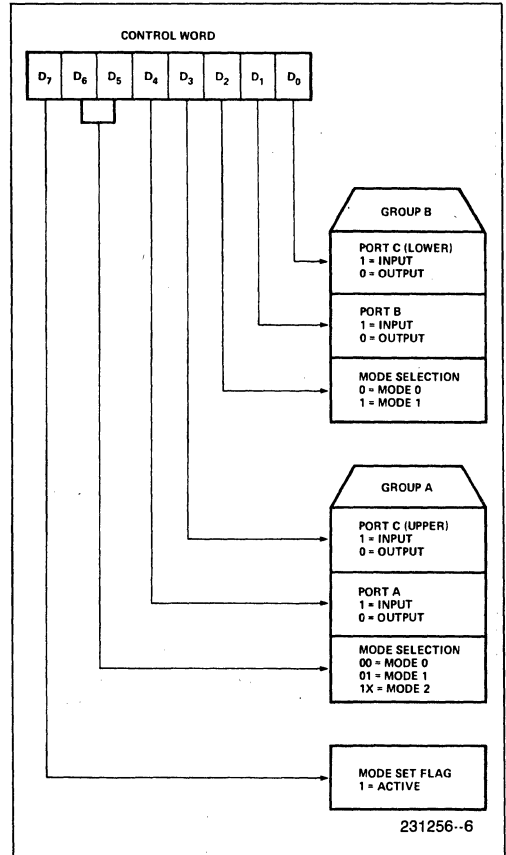 CONTROL WORD
D7 D6 D5 D4 D3 D2 D1 D0
GROUP B
PORT C (LOWER)
1 = INPUT
0 = OUTPUT
PORT B
1 = INPUT
0 = OUTPUT
MODE SELECTION
0 = MODE 0
1 = MODE 1
GROUP A
PORT C (UPPER)
1 = INPUT
0 = OUTPUT
PORT A
1 = INPUT
0 = OUTPUT
MODE SELECTION
00 = MODE 0
01 = MODE 1
1X = MODE 2
MODE SET FLAG
1 = ACTIVE
231256--6